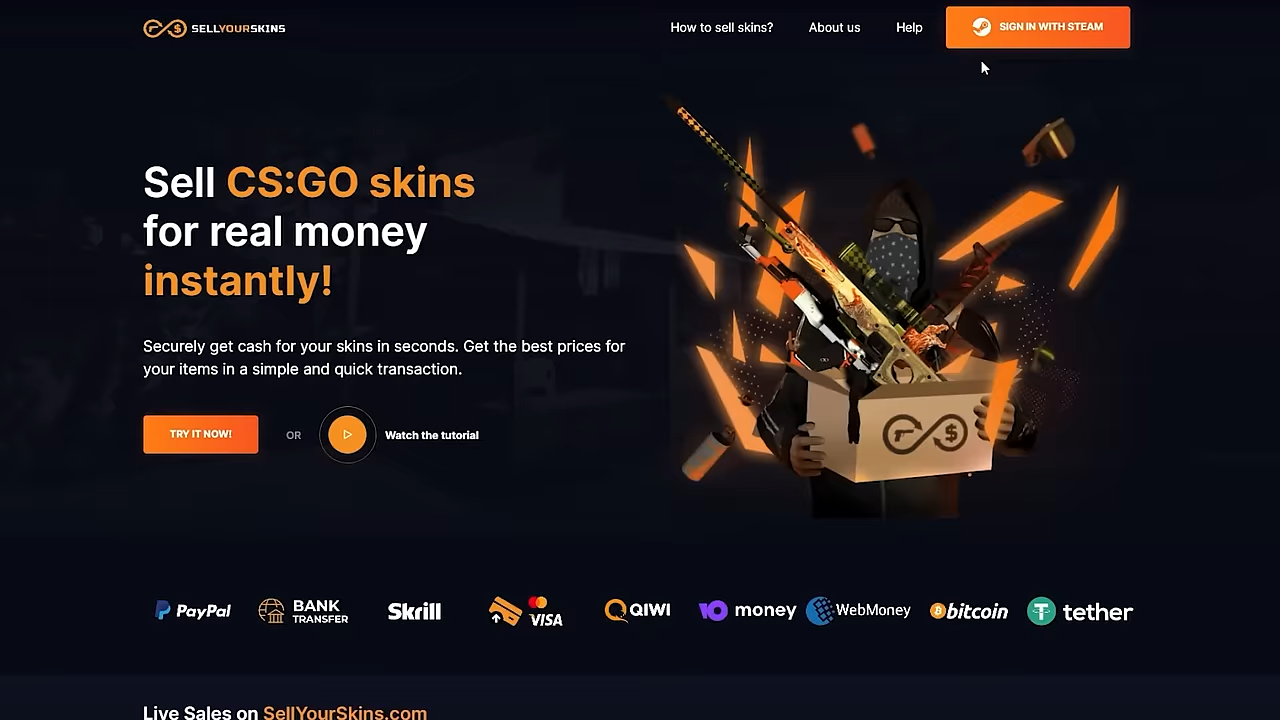 SELLYOURSKINS
How to sell skins?
About us
Help
SIGN IN WITH STEAM
Sell CS:GO skins
for real money
instantly!
Securely get cash for your skins in seconds. Get the best prices for
your items in a simple and quick transaction.
TRY IT NOW!
OR
Watch the tutorial
PayPal
BANK
TRANSFER
Skrill
VISA
QIWI
Ю money
WebMoney
bitcoin
tether
Live Sales on SellYourSkins.com